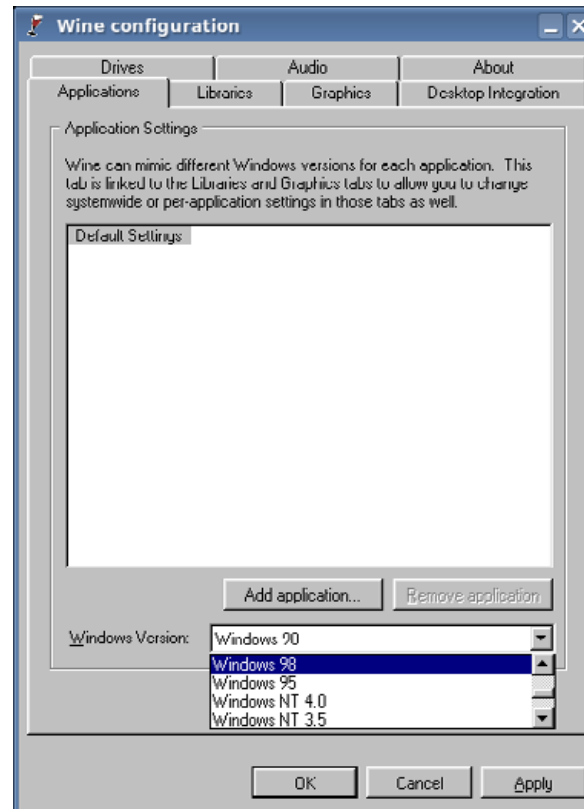 Wine configuration
Drives Audio About
Applications Libraries Graphics Desktop Integration
Application Settings
Wine can mimic different Windows versions for each application. This
tab is linked to the Libraries and Graphics tabs to allow you to change
systemwide or per-application settings in those tabs as well.
Default Settings
Add application... Remove application
Windows Version: Windows 98
Windows 98
Windows 95
Windows NT 4.0
Windows NT 3.5
OK Cancel Apply